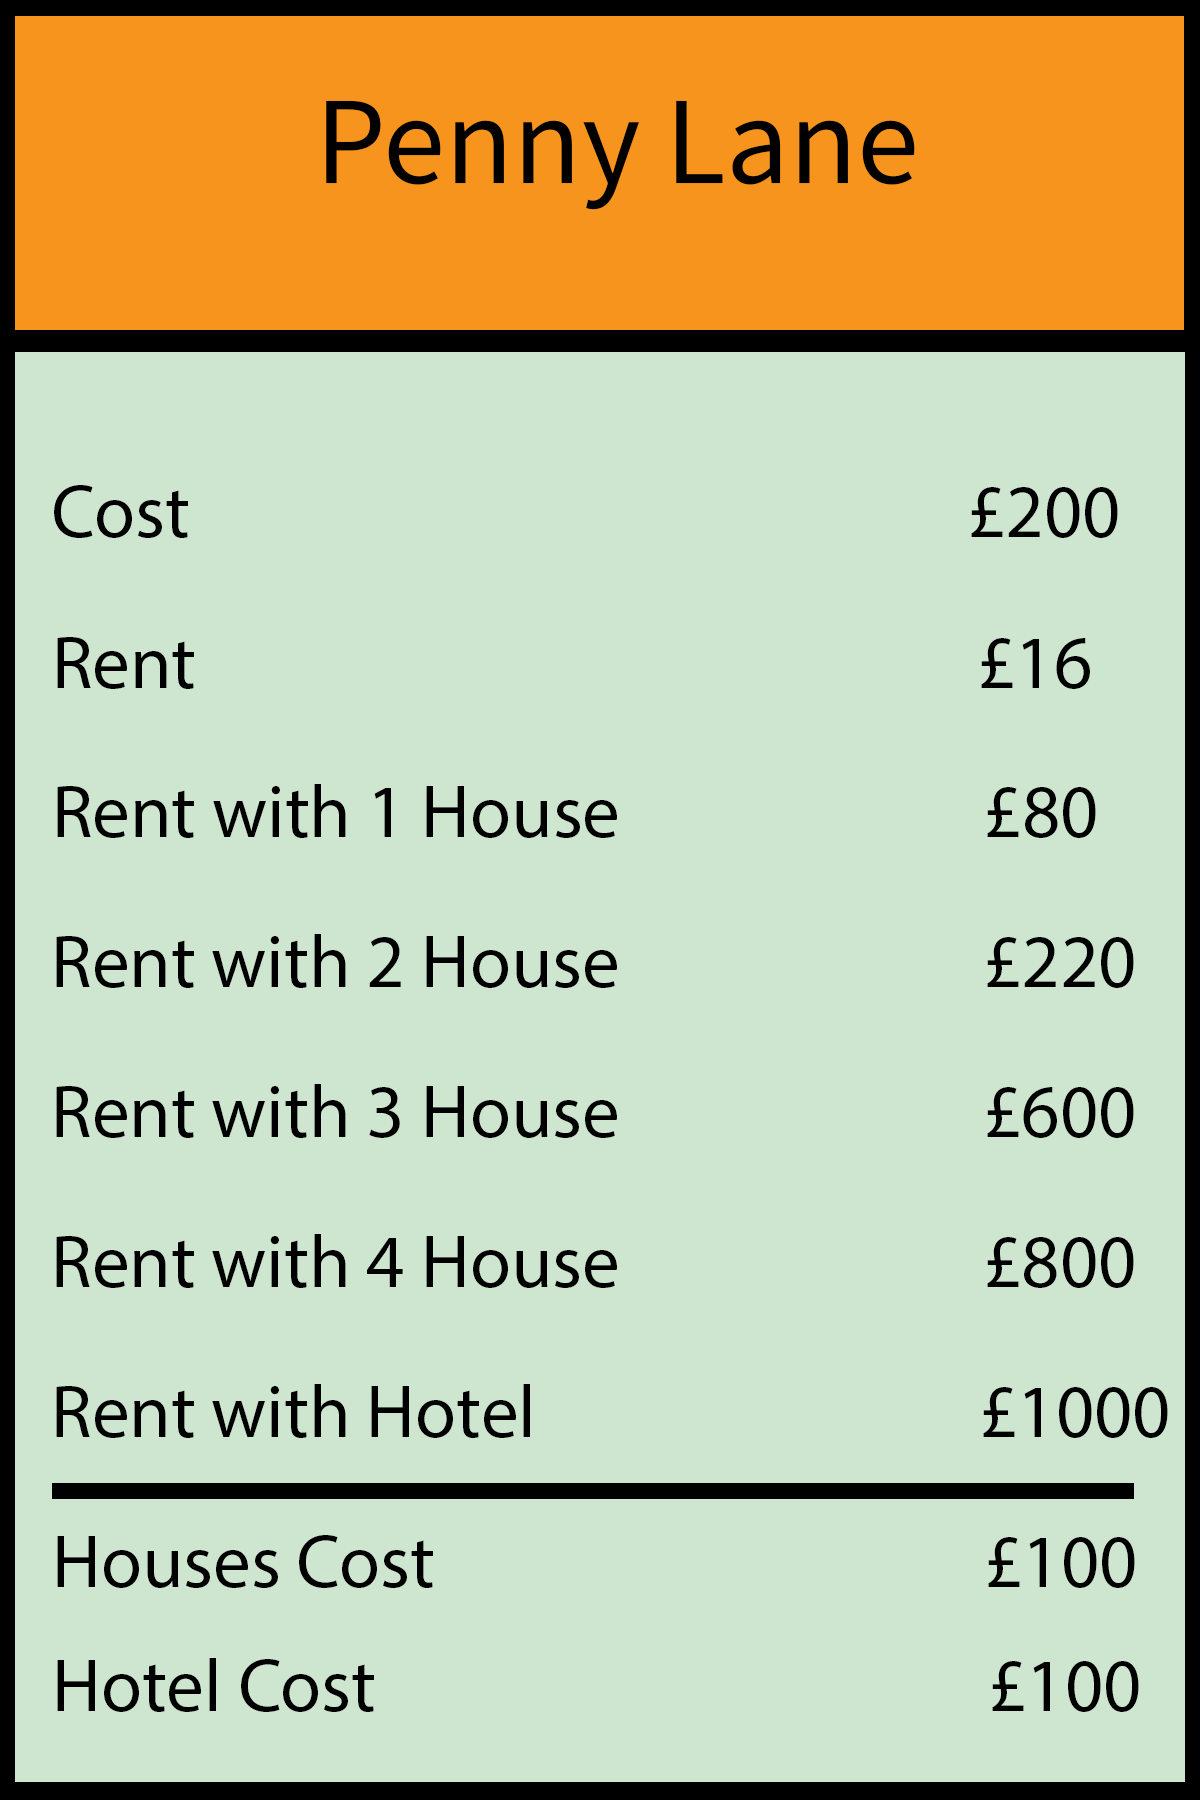 Penny Lane
Cost £200
Rent £16
Rent with 1 House £80
Rent with 2 House £220
Rent with 3 House £600
Rent with 4 House £800
Rent with Hotel £1000
Houses Cost £100
Hotel Cost £100